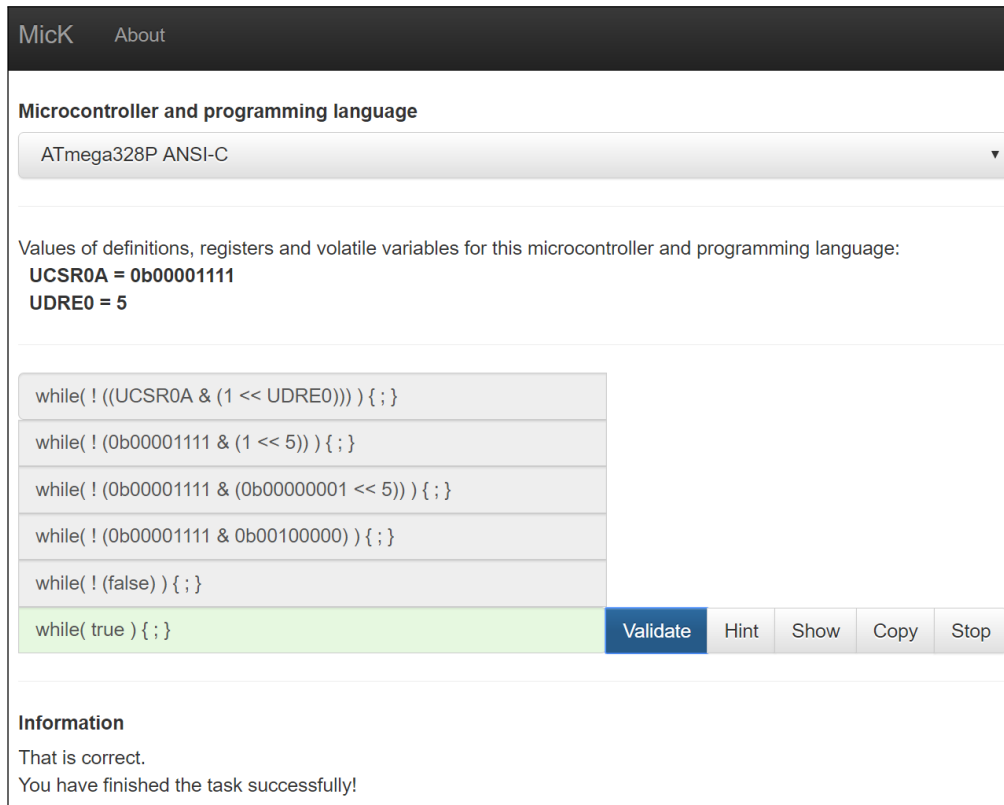 MicK About
Microcontroller and programming language
ATmega328P ANSI-C
Values of definitions, registers and volatile variables for this microcontroller and programming language:
UCSR0A = 0b00001111
UDRE0 = 5
while( ! ((UCSR0A & (1 << UDRE0))) ) { ; }
while( ! (0b00001111 & (1 << 5)) ) { ; }
while( ! (0b00001111 & (0b00000001 << 5)) ) { ; }
while( ! (0b00001111 & 0b00100000) ) { ; }
while( ! (false) ) { ; }
while( true ) { ; } Validate Hint Show Copy Stop
Information
That is correct.
You have finished the task successfully!